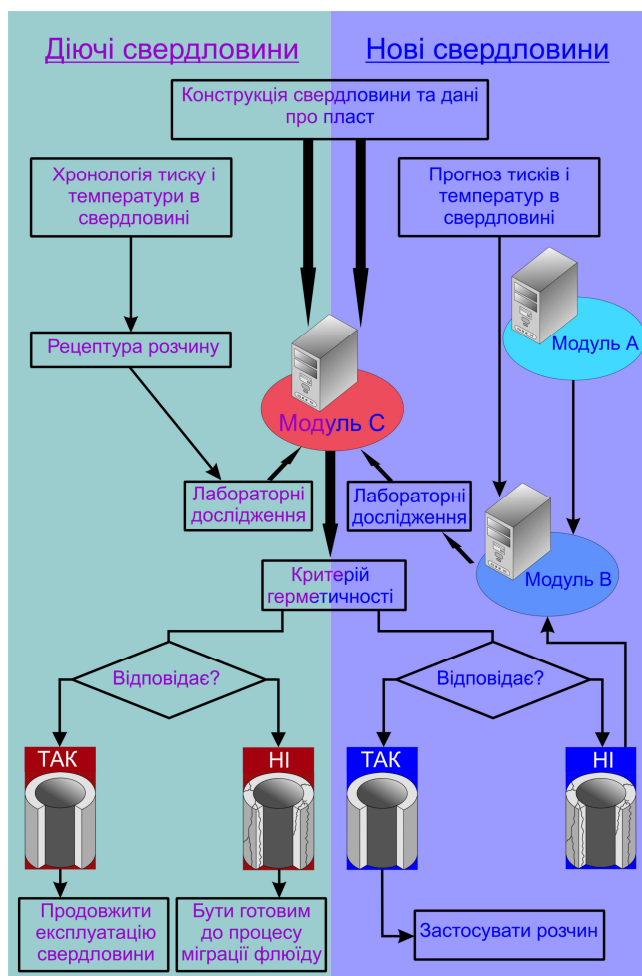 Діючі свердловини
Нові свердловини
Конструкція свердловини та дані
про пласт
Хронологія тиску і
температури в
свердловині
Прогноз тисків і
температур в
свердловині
Модуль А
Рецептура розчину
Модуль С
Лабораторні
дослідження
Лабораторні
дослідження
Модуль В
Критерій
герметичності
Відповідає?
Відповідає?
ТАК
НІ
ТАК
НІ
Продовжити
експлуатацію
свердловини
Бути готовим
до процесу
міграції флюїду
Застосувати розчин